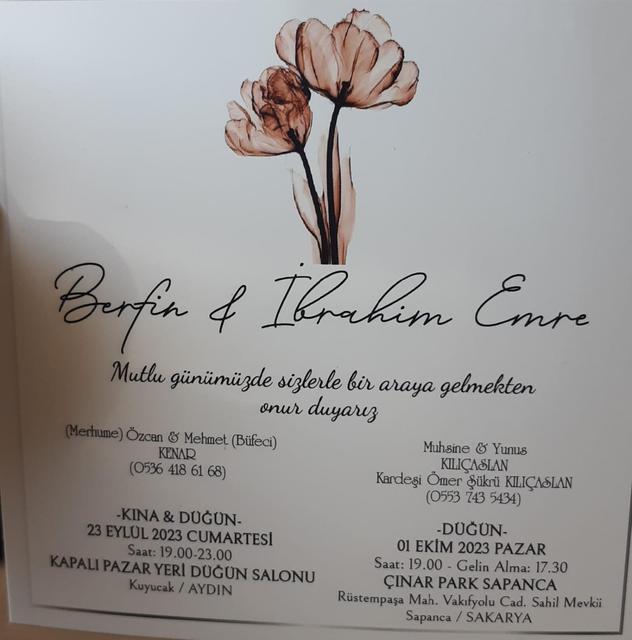 Berfin & İbrahim Emre
Mutlu günümüzde sizlerle bir araya gelmekten
onur duyarız
(Merhume) Özcan & Mehmet (Büfeci)
KENAR
(0536 418 61 68)
Muhsine & Yunus
KILIÇASLAN
Kardeşi Ömer Şükrü KILIÇASLAN
(0553 743 5434)
-KINA & DÜĞÜN-
23 EYLÜL 2023 CUMARTESİ
Saat: 19.00-23.00
KAPALI PAZAR YERİ DÜĞÜN SALONU
Kuyucak / AYDIN
-DÜĞÜN-
01 EKİM 2023 PAZAR
Saat: 19.00 - Gelin Alma: 17.30
ÇINAR PARK SAPANCA
Rüstempaşa Mah. Vakıfyolu Cad. Sahil Mevkii
Sapanca / SAKARYA